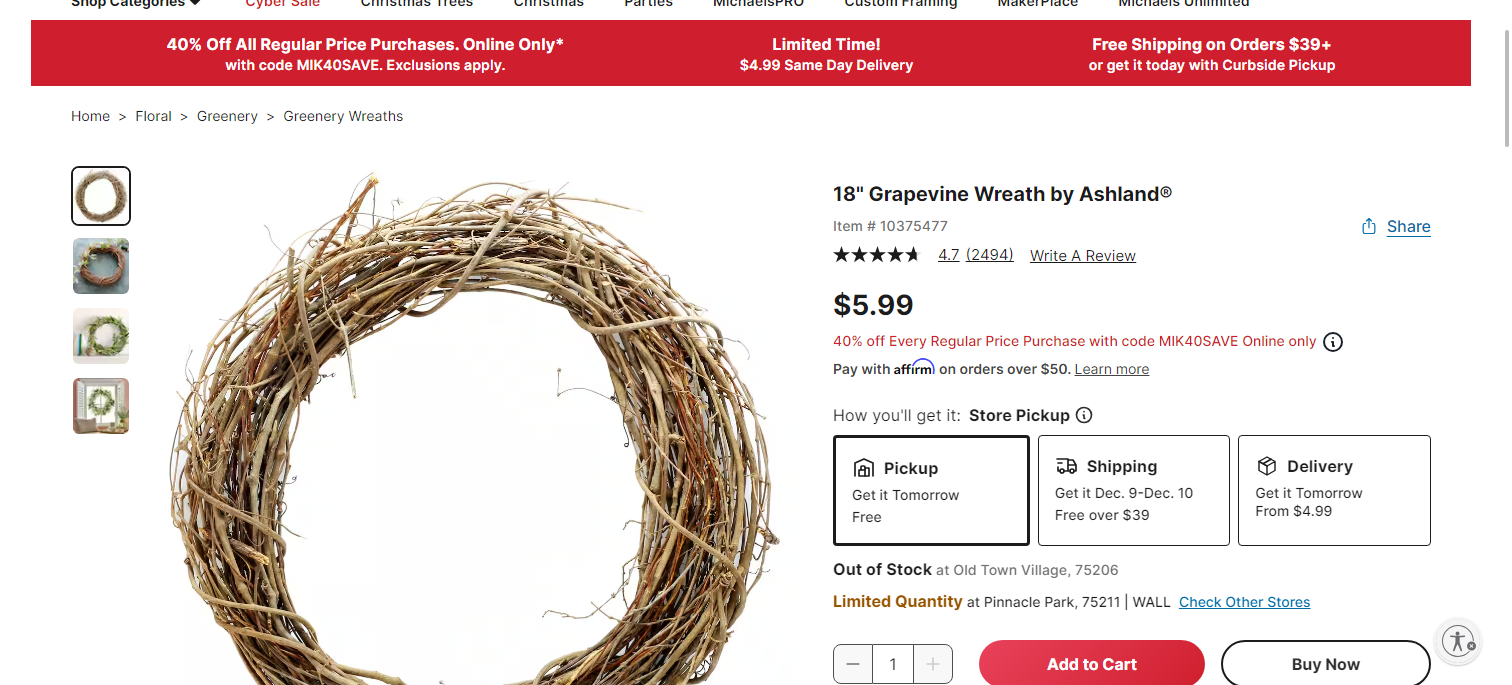 Shop Categories
Cyber Sale
Christmas Trees
Christmas
Parties
MichaelsPRO
Custom Framing
MakerPlace
Michaels Unlimited
40% Off All Regular Price Purchases. Online Only*
with code MIK40SAVE. Exclusions apply.
Limited Time!
$4.99 Same Day Delivery
Free Shipping on Orders $39+
or get it today with Curbside Pickup
Home > Floral > Greenery > Greenery Wreaths
18" Grapevine Wreath by Ashland®
Item # 10375477
Share
4.7 (2494) Write A Review
$5.99
40% off Every Regular Price Purchase with code MIK40SAVE Online only
Pay with affirm on orders over $50. Learn more
How you'll get it: Store Pickup
Pickup
Get it Tomorrow
Free
Shipping
Get it Dec. 9-Dec. 10
Free over $39
Delivery
Get it Tomorrow
From $4.99
Out of Stock at Old Town Village, 75206
Limited Quantity at Pinnacle Park, 75211 | WALL Check Other Stores
1
Add to Cart
Buy Now